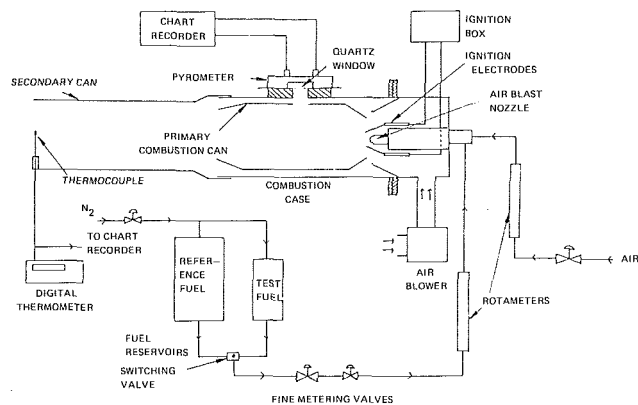 CHART
RECORDER
IGNITION
BOX
QUARTZ
WINDOW
IGNITION
ELECTRODES
PYROMETER
SECONDARY CAN
AIR BLAST
NOZZLE
PRIMARY
COMBUSTION CAN
THERMOCOUPLE
COMBUSTION
CASE
N2
TO CHART
RECORDER
REFER-
ENCE
FUEL
TEST
FUEL
AIR
BLOWER
AIR
ROTAMETERS
DIGITAL
THERMOMETER
FUEL
RESERVOIRS
SWITCHING
VALVE
FINE METERING VALVES